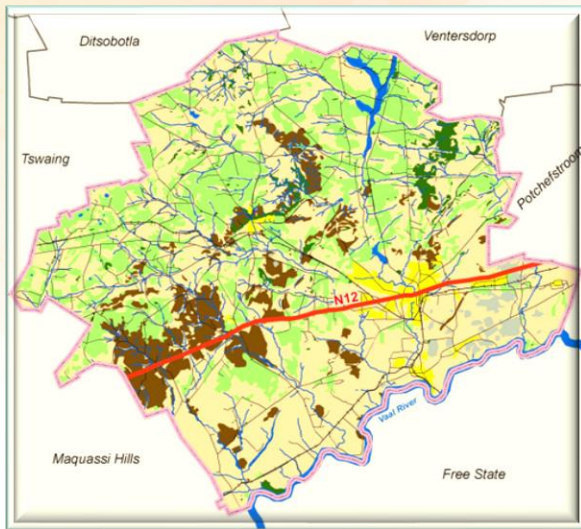 Ditsobotla
Ventersdorp
Tswaing
Potchefstroom
N12
Vaal River
Maquassi Hills
Free State